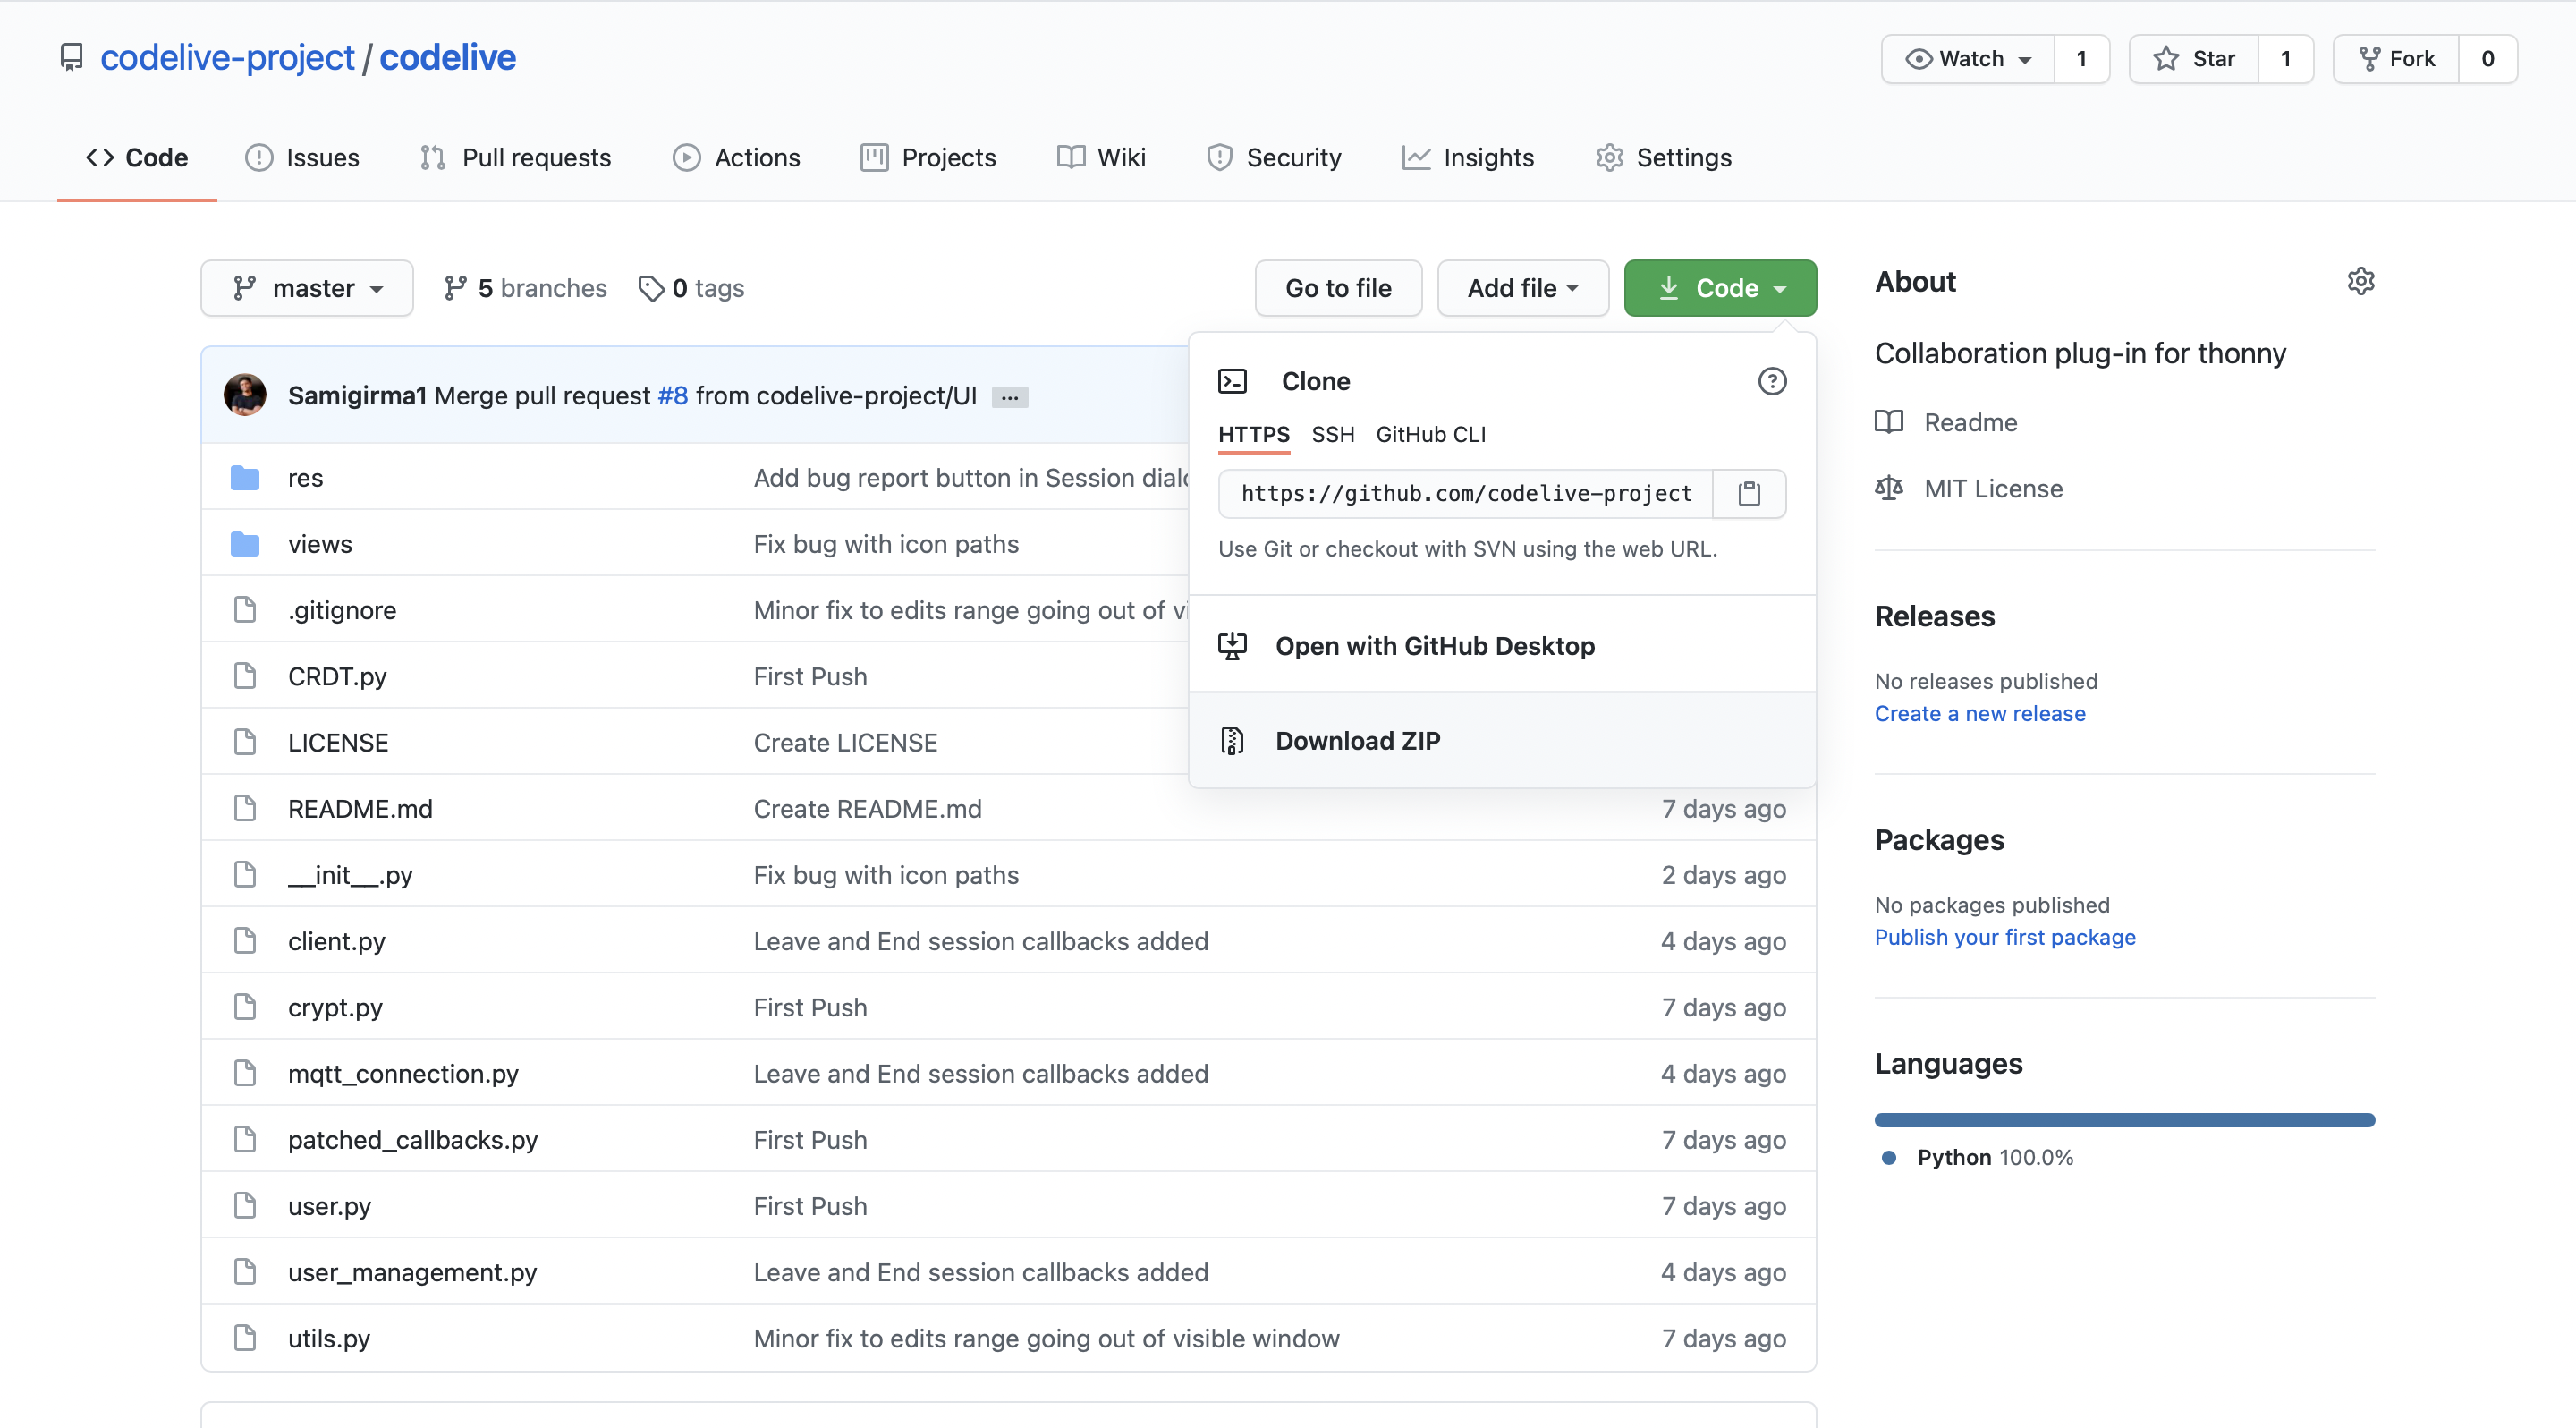 codelive-project / codelive
Watch 1 Star 1 Fork 0
Code Issues Pull requests Actions Projects Wiki Security Insights Settings
master 5 branches 0 tags Go to file Add file Code
Samigirma1 Merge pull request #8 from codelive-project/UI ...
res Add bug report button in Session
views Fix bug with icon paths
.gitignore Minor fix to edits range going out of
CRDT.py First Push
LICENSE Create LICENSE
README.md Create README.md 7 days ago
__init__.py Fix bug with icon paths 2 days ago
client.py Leave and End session callbacks added 4 days ago
crypt.py First Push 7 days ago
mqtt_connection.py Leave and End session callbacks added 4 days ago
patched_callbacks.py First Push 7 days ago
user.py First Push 7 days ago
user_management.py Leave and End session callbacks added 4 days ago
utils.py Minor fix to edits range going out of visible window 7 days ago
Clone
HTTPS SSH GitHub CLI
https://github.com/codelive-project
Use Git or checkout with SVN using the web URL.
Open with GitHub Desktop
Download ZIP
About
Collaboration plug-in for thonny
Readme
MIT License
Releases
No releases published
Create a new release
Packages
No packages published
Publish your first package
Languages
Python 100.0%